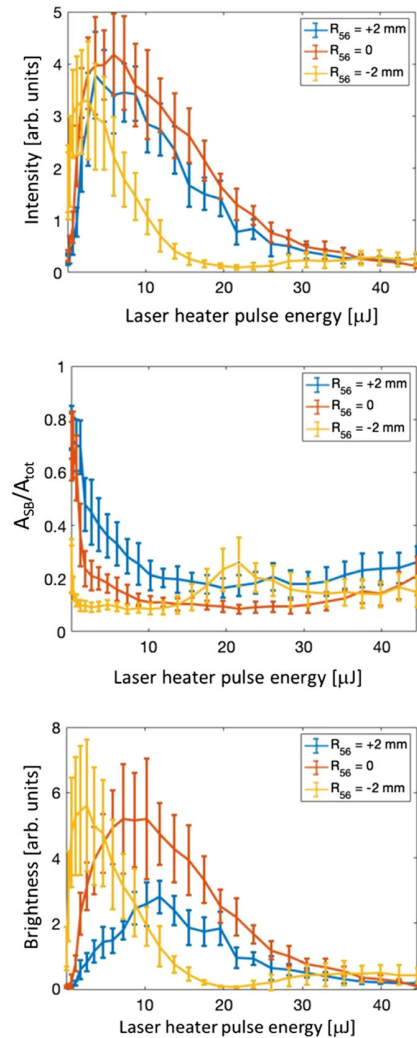 5
4
3
2
1
0
Intensity [arb. units]
R56 = +2 mm
R56 = 0
R56 = -2 mm
10 20 30 40
Laser heater pulse energy [μJ]
1
0.8
0.6
0.4
0.2
0
ASB/Atot
R56 = +2 mm
R56 = 0
R56 = -2 mm
0 10 20 30 40
Laser heater pulse energy [μJ]
8
6
4
2
0
Brightness [arb. units]
R56 = +2 mm
R56 = 0
R56 = -2 mm
0 10 20 30 40
Laser heater pulse energy [μJ]